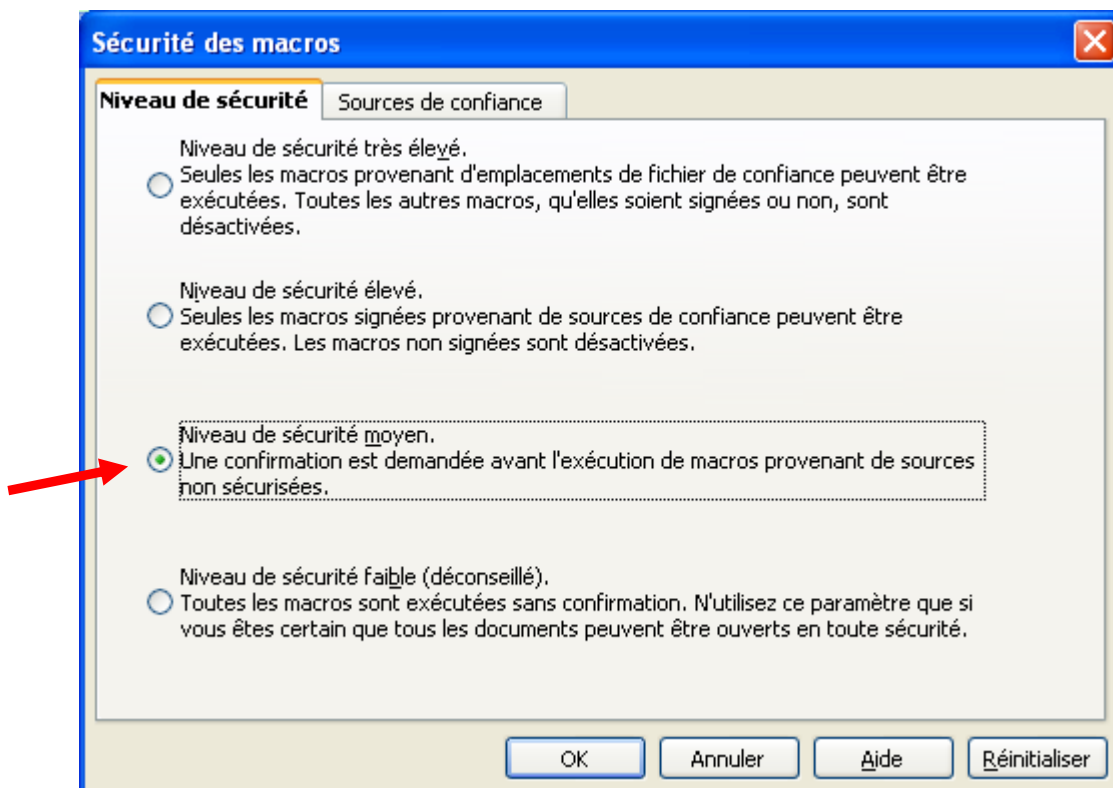 Sécurité des macros
Niveau de sécurité
Sources de confiance
Niveau de sécurité très élevé.
Seules les macros provenant d'emplacements de fichier de confiance peuvent être
exécutées. Toutes les autres macros, qu'elles soient signées ou non, sont
désactivées.
Niveau de sécurité élevé.
Seules les macros signées provenant de sources de confiance peuvent être
exécutées. Les macros non signées sont désactivées.
Niveau de sécurité moyen.
Une confirmation est demandée avant l'exécution de macros provenant de sources
non sécurisées.
Niveau de sécurité faible (déconseillé).
Toutes les macros sont exécutées sans confirmation. N'utilisez ce paramètre que si
vous êtes certain que tous les documents peuvent être ouverts en toute sécurité.
OK
Annuler
Aide
Réinitialiser